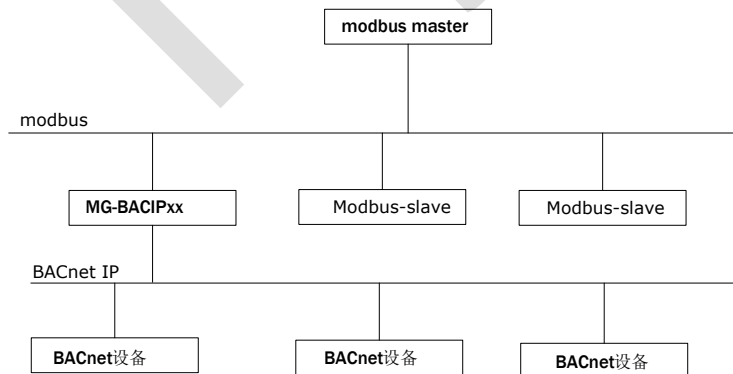 modbus master
modbus
MG-BACIPxx
Modbus-slave
Modbus-slave
BACnet IP
BACnet设备
BACnet设备
BACnet设备